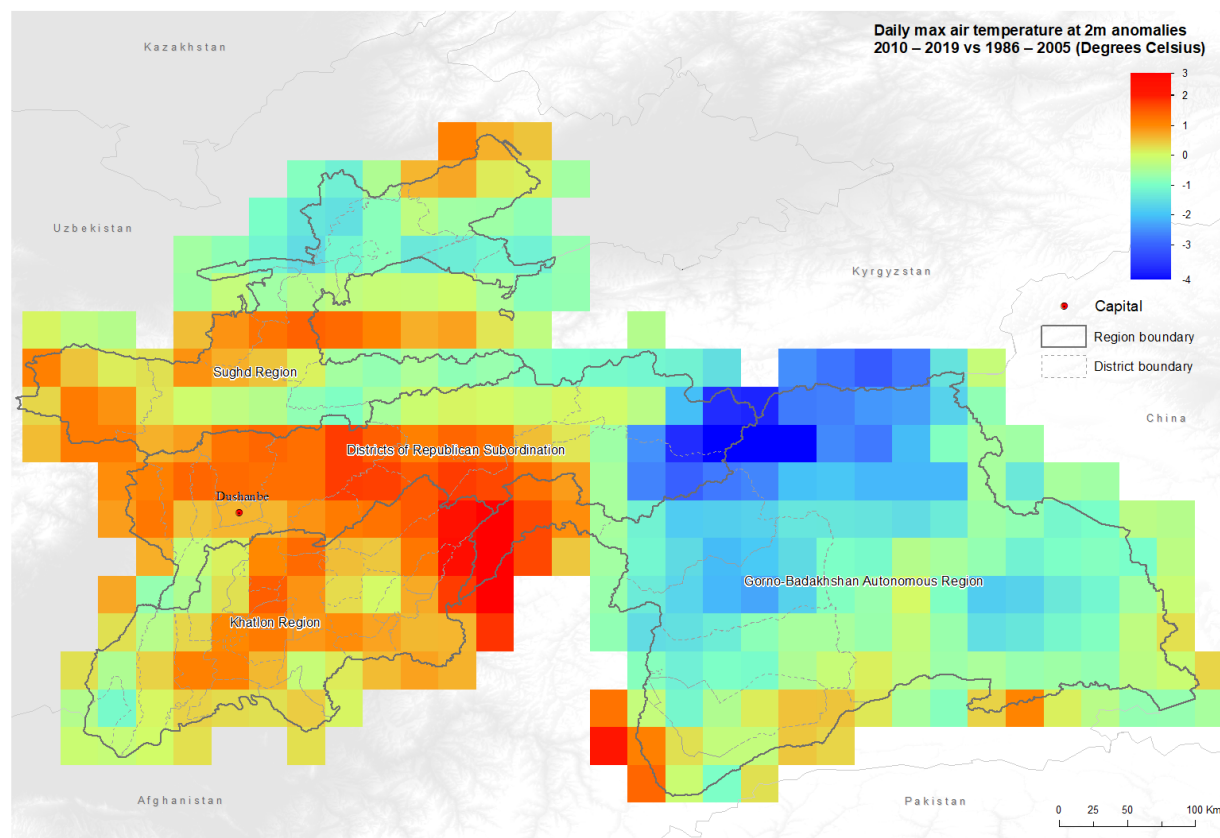 Daily max air temperature at 2m anomalies
2010 – 2019 vs 1986 – 2005 (Degrees Celsius)
Kazakhstan
3
2
1
0
-1
-2
-3
-4
Uzbekistan
Kyrgyzstan
Capital
Region boundary
District boundary
Sughd Region
China
Districts of Republican Subordination
Dushanbe
Gorno-Badakhshan Autonomous Region
Khatlon Region
Afghanistan
Pakistan
0 25 50 100 Km